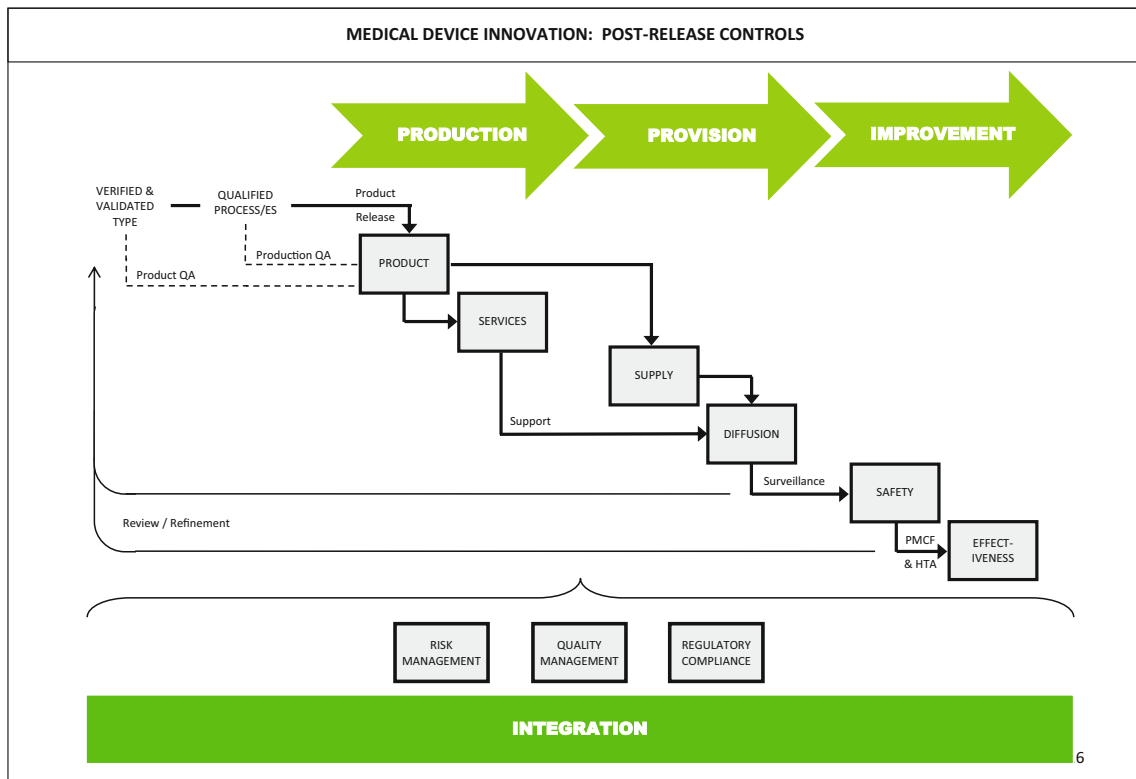 MEDICAL DEVICE INNOVATION: POST-RELEASE CONTROLS
PRODUCTION
PROVISION
IMPROVEMENT
VERIFIED &
VALIDATED
TYPE
QUALIFIED
PROCESS/ES
Product
Release
Production QA
Product QA
PRODUCT
SERVICES
SUPPLY
Support
DIFFUSION
Surveillance
SAFETY
Review / Refinement
PMCF
& HTA
EFFECT-
IVENESS
RISK
MANAGEMENT
QUALITY
MANAGEMENT
REGULATORY
COMPLIANCE
INTEGRATION
6